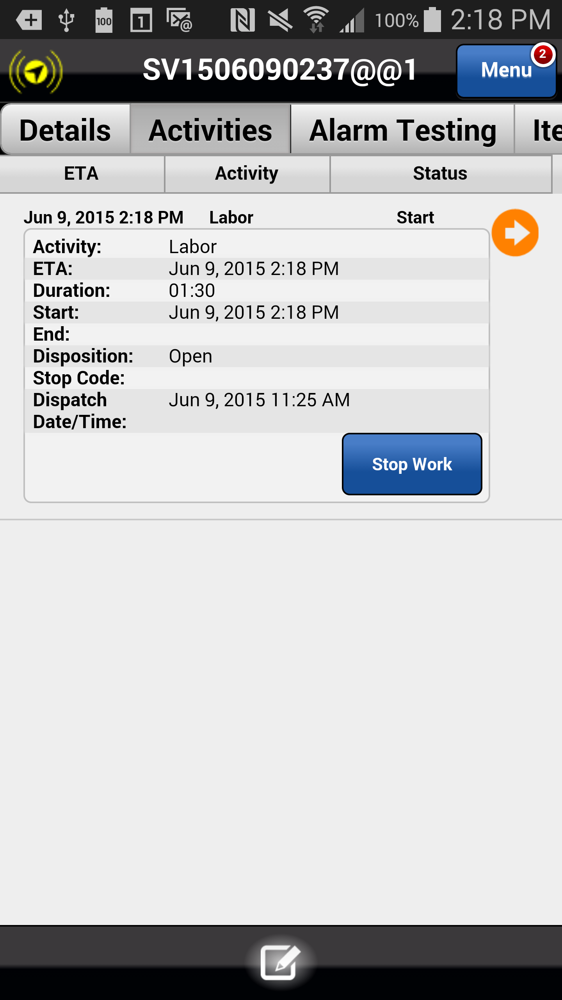 100 1 @ 100% 2:18 PM
SV1506090237@@1 Menu 2
Details Activities Alarm Testing Ite
ETA Activity Status
Jun 9, 2015 2:18 PM Labor Start
Activity: Labor
ETA: Jun 9, 2015 2:18 PM
Duration: 01:30
Start: Jun 9, 2015 2:18 PM
End:
Disposition: Open
Stop Code:
Dispatch Jun 9, 2015 11:25 AM
Date/Time:
Stop Work